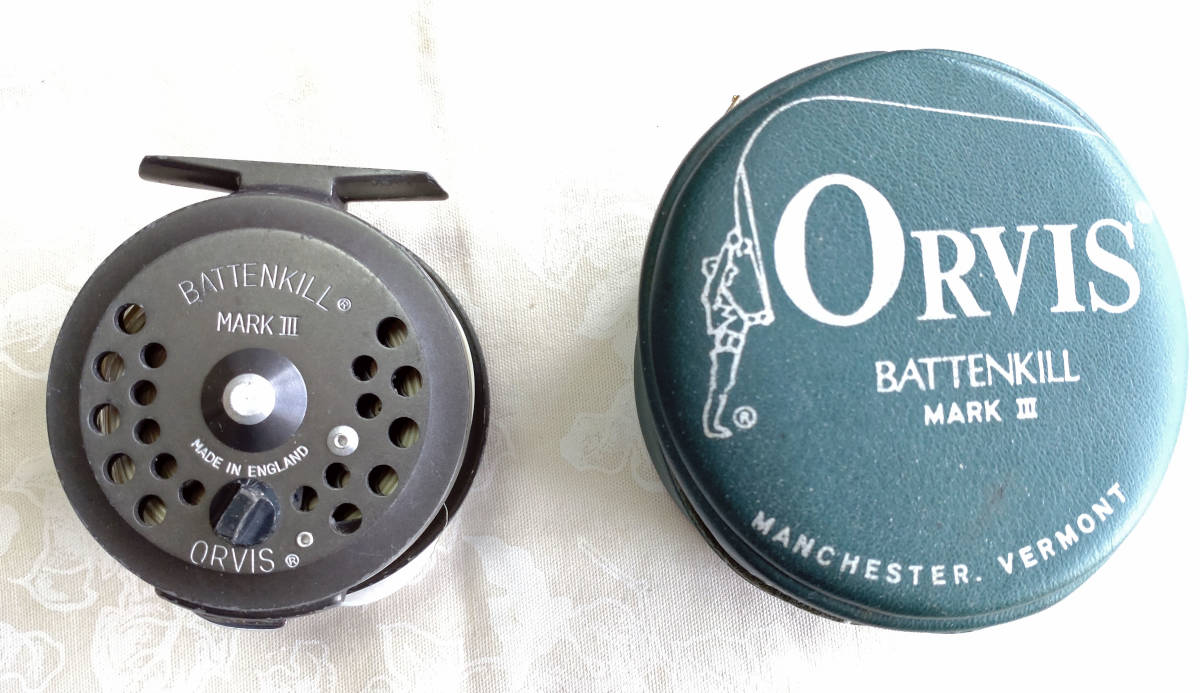 BATTENKILL®
MARK III
MADE IN ENGLAND
ORVIS ®
ORVIS®
BATTENKILL
MARK III
®
MANCHESTER. VERMONT